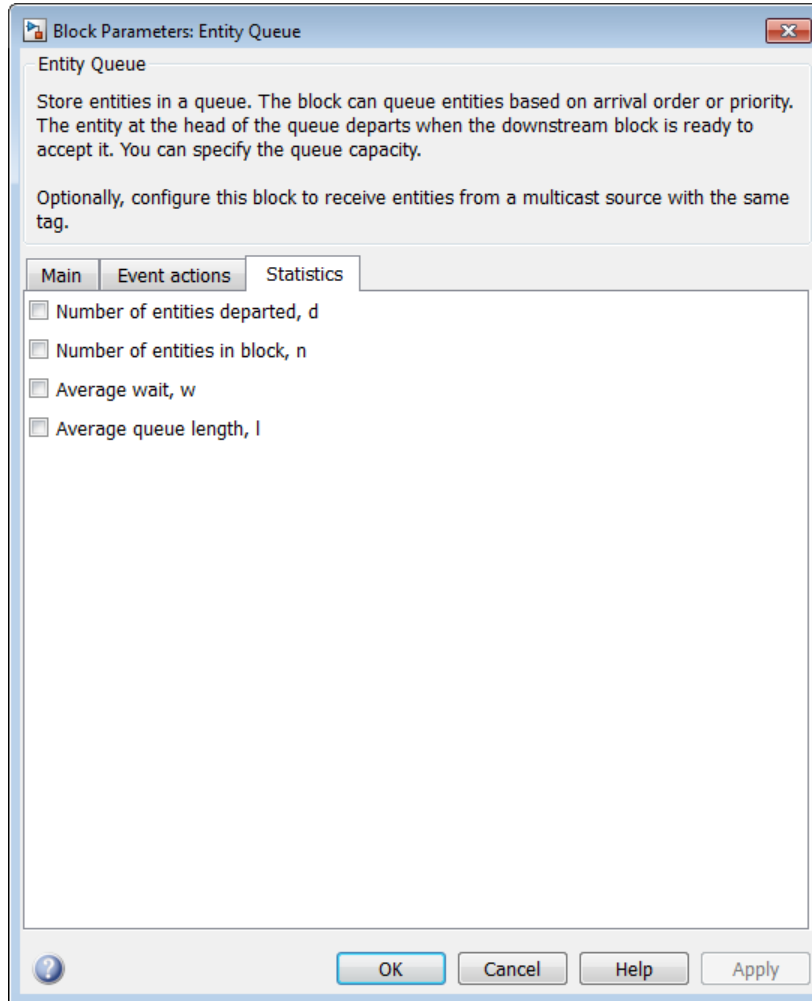 Block Parameters: Entity Queue
Entity Queue
Store entities in a queue. The block can queue entities based on arrival order or priority.
The entity at the head of the queue departs when the downstream block is ready to
accept it. You can specify the queue capacity.
Optionally, configure this block to receive entities from a multicast source with the same
tag.
Main Event actions Statistics
Number of entities departed, d
Number of entities in block, n
Average wait, w
Average queue length, l
? OK Cancel Help Apply